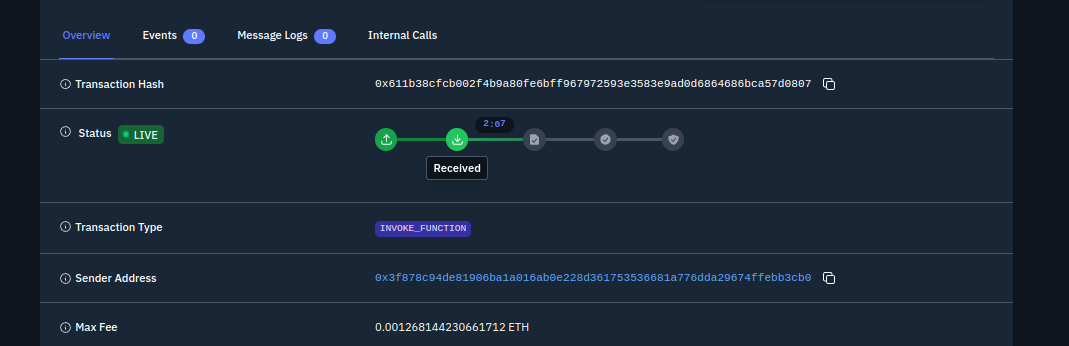 Overview Events 0 Message Logs 0 Internal Calls
Transaction Hash 0x611b38cfcb002f4b9a80fe6bff967972593e3583e9ad0d6864686bca57d0807
2:07
Status LIVE
Received
Transaction Type INVOKE_FUNCTION
Sender Address 0x3f878c94de81906ba1a016ab0e228d361753536681a776dda29674ffebb3cb0
Max Fee 0.001268144230661712 ETH